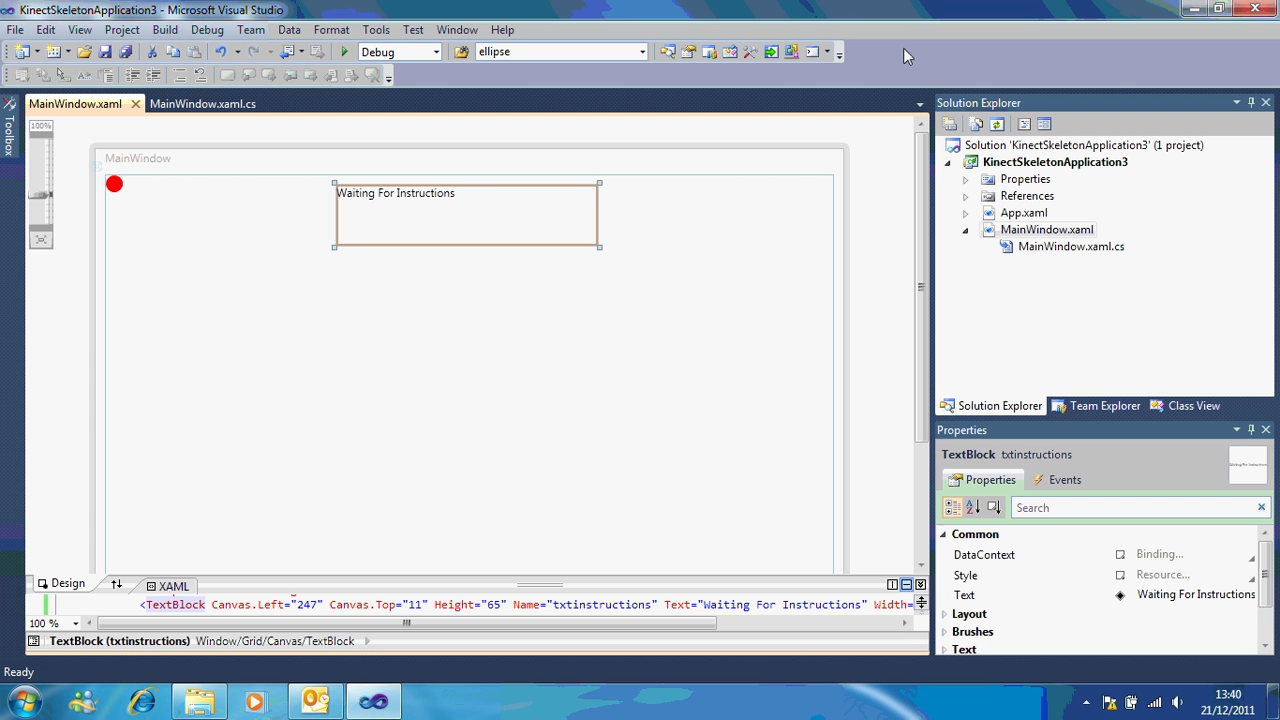 KinectSkeletonApplication3 - Microsoft Visual Studio
File Edit View Project Build Debug Team Data Format Tools Test Window Help
Debug ellipse
MainWindow.xaml MainWindow.xaml.cs
Toolbox
100%
MainWindow
Waiting For Instructions
Solution Explorer
Solution 'KinectSkeletonApplication3' (1 project)
KinectSkeletonApplication3
Properties
References
App.xaml
MainWindow.xaml
MainWindow.xaml.cs
Solution Explorer Team Explorer Class View
Properties
TextBlock txtinstructions
Properties Events
Search
Common
DataContext Binding...
Style Resource...
Text Waiting For Instructions
Layout
Brushes
Text
Design XAML
<TextBlock Canvas.Left="247" Canvas.Top="11" Height="65" Name="txtinstructions" Text="Waiting For Instructions" Width=
100 %
TextBlock (txtinstructions) Window/Grid/Canvas/TextBlock
Ready
13:40
21/12/2011